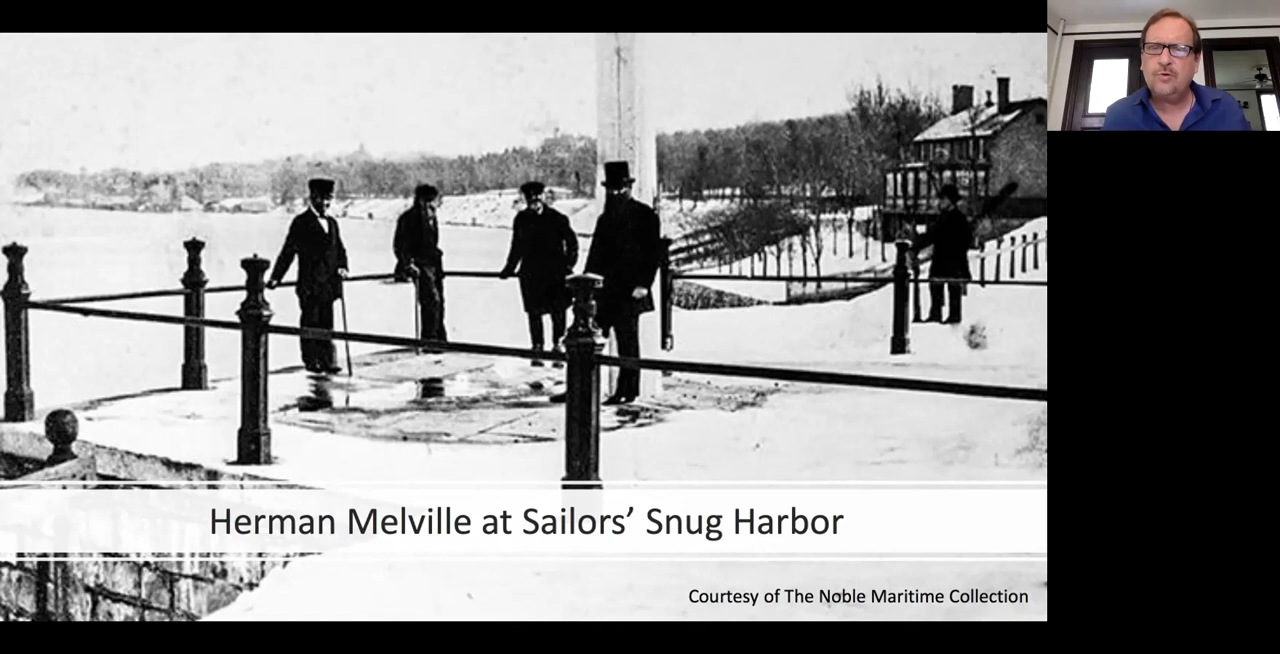 Herman Melville at Sailors’ Snug Harbor
Courtesy of The Noble Maritime Collection